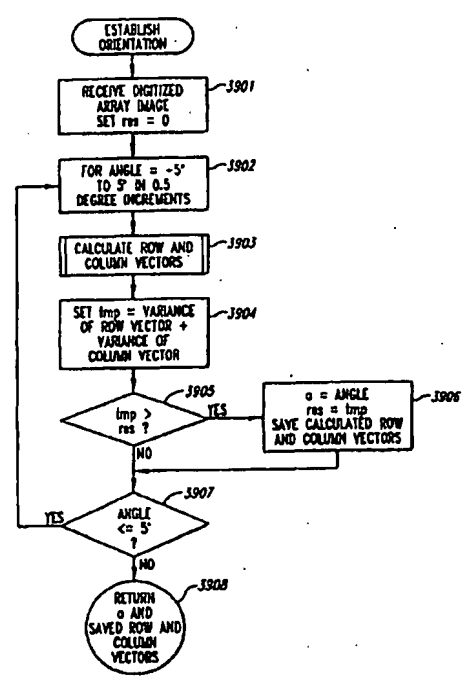 ESTABLISH
ORIENTATION
3901
RECEIVE DIGITIZED
ARRAY IMAGE
SET res = 0
3902
FOR ANGLE = -5°
TO 5° IN 0.5
DEGREE INCREMENTS
3903
CALCULATE ROW AND
COLUMN VECTORS
3904
SET tmp = VARIANCE
OF ROW VECTOR +
VARIANCE OF
COLUMN VECTOR
3905
tmp >
res ?
YES
NO
3906
a = ANGLE
res = tmp
SAVE CALCULATED ROW
AND COLUMN VECTORS
3907
ANGLE
<= 5°
?
YES
NO
3908
RETURN
a AND
SAVED ROW AND
COLUMN
VECTORS